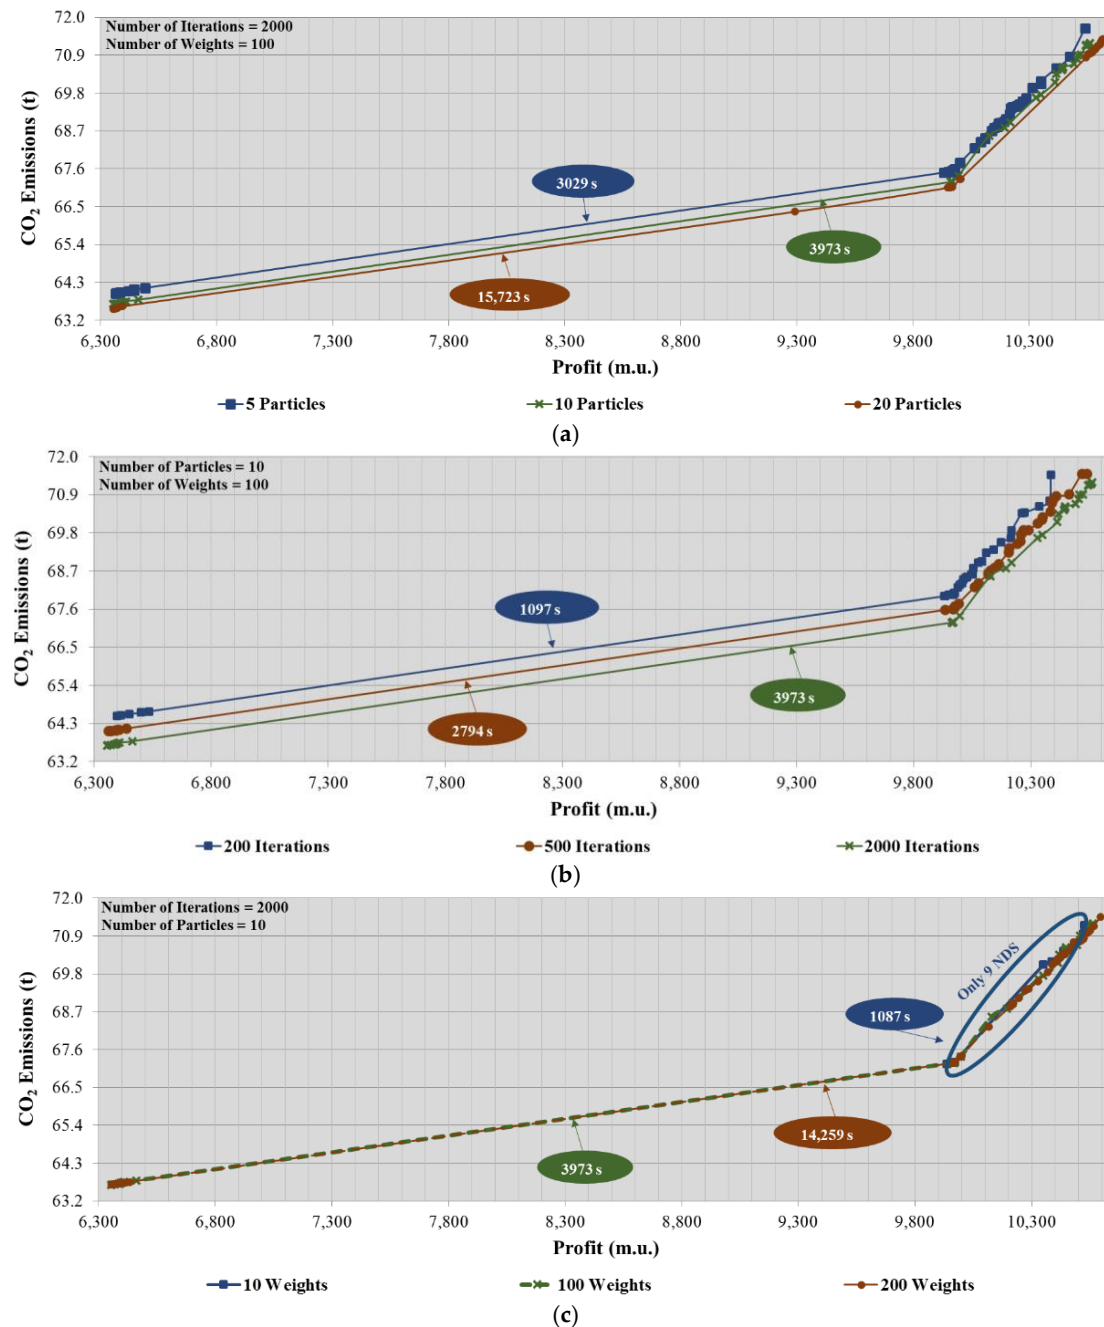 Number of Iterations = 2000
Number of Weights = 100
72.0
70.9
69.8
68.7
67.6
66.5
65.4
64.3
63.2
CO2 Emissions (t)
3029 s
3973 s
15,723 s
6,300 6,800 7,300 7,800 8,300 8,800 9,300 9,800 10,300
Profit (m.u.)
5 Particles 10 Particles 20 Particles
(a)
Number of Particles = 10
Number of Weights = 100
72.0
70.9
69.8
68.7
67.6
66.5
65.4
64.3
63.2
CO2 Emissions (t)
1097 s
3973 s
2794 s
6,300 6,800 7,300 7,800 8,300 8,800 9,300 9,800 10,300
Profit (m.u.)
200 Iterations 500 Iterations 2000 Iterations
(b)
Number of Iterations = 2000
Number of Particles = 10
72.0
70.9
69.8
68.7
67.6
66.5
65.4
64.3
63.2
CO2 Emissions (t)
Only 9 NDS
1087 s
14,259 s
3973 s
6,300 6,800 7,300 7,800 8,300 8,800 9,300 9,800 10,300
Profit (m.u.)
10 Weights 100 Weights 200 Weights
(c)